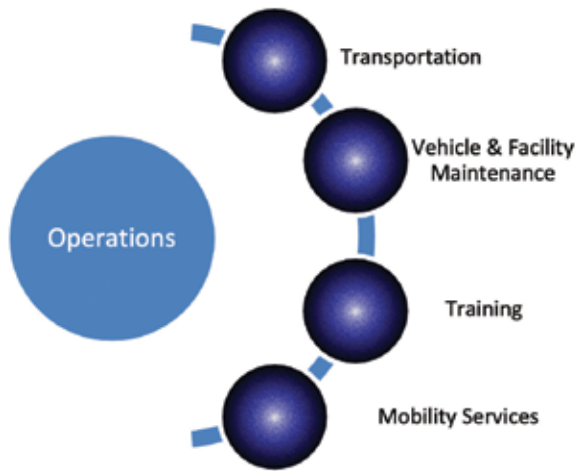 Transportation
Vehicle & Facility
Maintenance
Operations
Training
Mobility Services